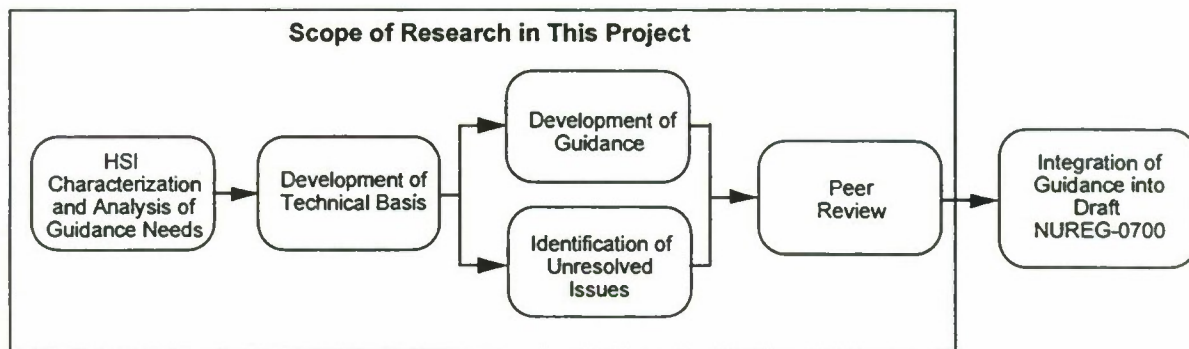 Scope of Research in This Project
HSI
Characterization
and Analysis of
Guidance Needs
Development of
Technical Basis
Development of
Guidance
Identification of
Unresolved
Issues
Peer
Review
Integration of
Guidance into
Draft
NUREG-0700